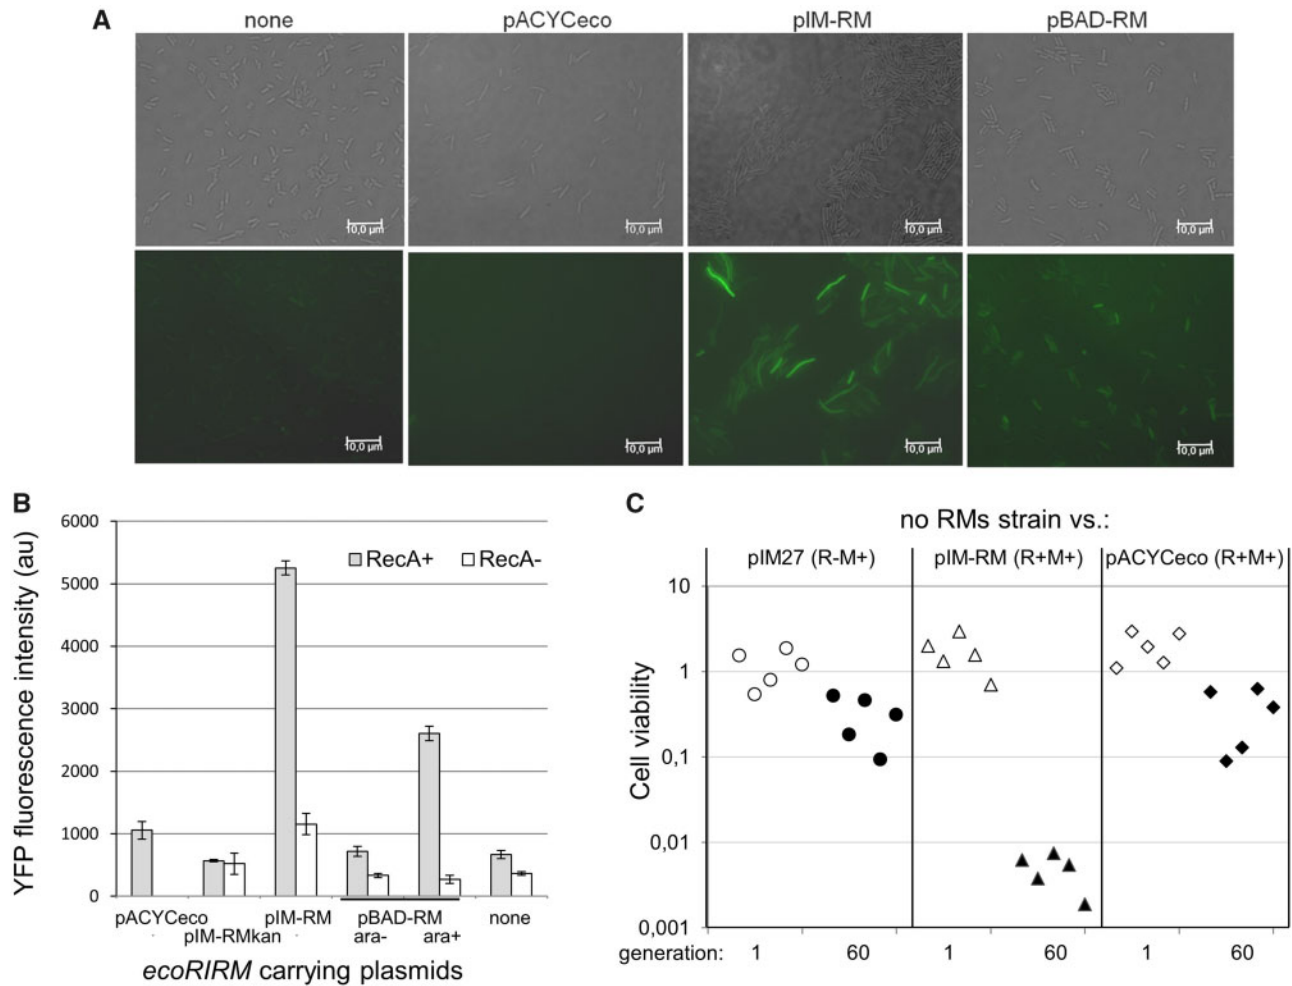 A
none pACYCeco pIM-RM pBAD-RM
10,0 µm 10,0 µm 10,0 µm 10,0 µm
10,0 µm 10,0 µm 10,0 µm 10,0 µm
B
YFP fluorescence intensity (au)
6000
5000
4000
3000
2000
1000
0
RecA+ RecA-
pACYCeco pIM-RM pBAD-RM none
pIM-RMkan ara- ara+
ecoRIRM carrying plasmids
C
no RMs strain vs.:
pIM27 (R-M+) pIM-RM (R+M+) pACYCeco (R+M+)
Cell viability
10
1
0,1
0,01
0,001
generation: 1 60 1 60 1 60